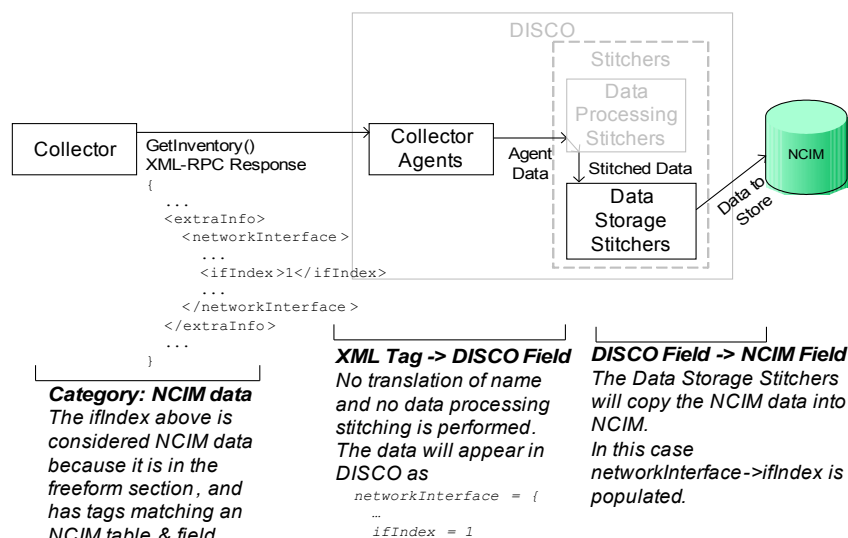 DISCO
Stitchers
Data
Processing
Stitchers
Collector
GetInventory()
XML-RPC Response
Collector
Agents
Agent
Data
Stitched Data
Data
Storage
Stitchers
Data to
Store
NCIM
{
...
<extraInfo>
<networkInterface>
...
<ifIndex>1</ifIndex>
...
</networkInterface>
</extraInfo>
...
}
Category: NCIM data
The ifIndex above is
considered NCIM data
because it is in the
freeform section, and
has tags matching an
NCIM table & field
XML Tag -> DISCO Field
No translation of name
and no data processing
stitching is performed.
The data will appear in
DISCO as
networkInterface = {
…
ifIndex = 1
DISCO Field -> NCIM Field
The Data Storage Stitchers
will copy the NCIM data into
NCIM.
In this case
networkInterface->ifIndex is
populated.